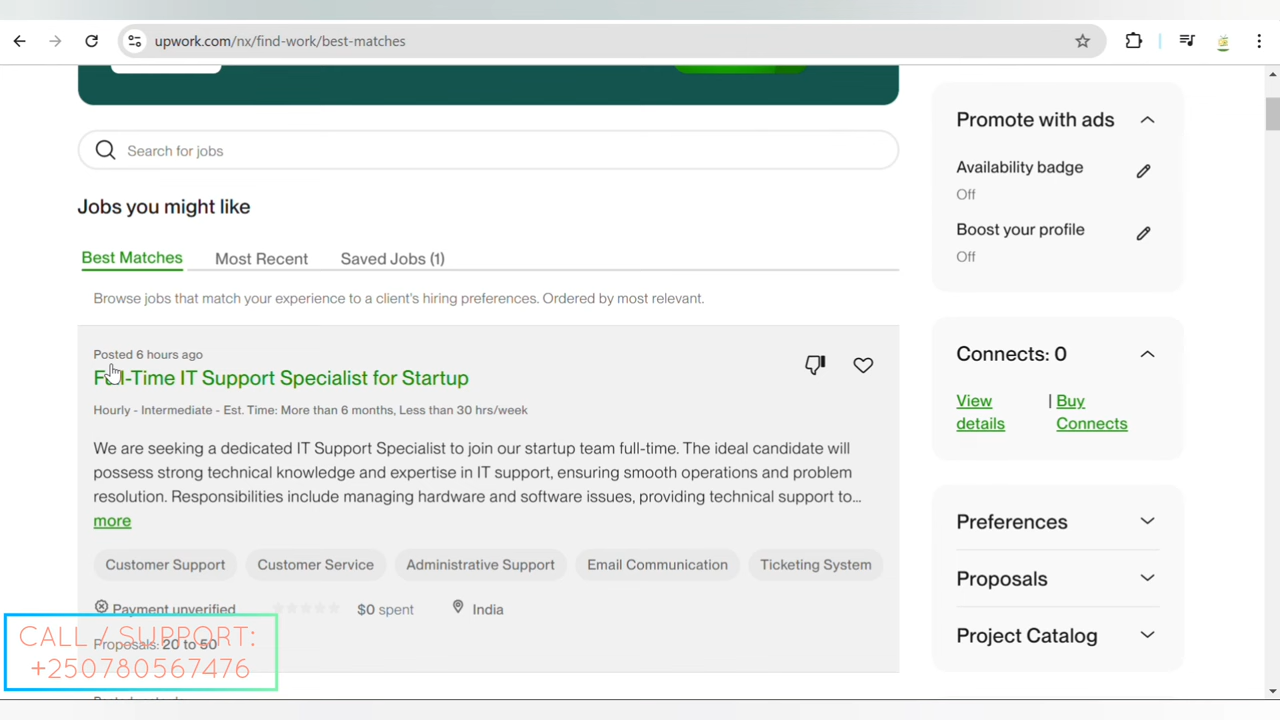 upwork.com/nx/find-work/best-matches
Search for jobs
Jobs you might like
Best Matches
Most Recent
Saved Jobs (1)
Browse jobs that match your experience to a client's hiring preferences. Ordered by most relevant.
Posted 6 hours ago
Full-Time IT Support Specialist for Startup
Hourly - Intermediate - Est. Time: More than 6 months, Less than 30 hrs/week
We are seeking a dedicated IT Support Specialist to join our startup team full-time. The ideal candidate will
possess strong technical knowledge and expertise in IT support, ensuring smooth operations and problem
resolution. Responsibilities include managing hardware and software issues, providing technical support to...
more
Customer Support
Customer Service
Administrative Support
Email Communication
Ticketing System
Payment unverified
$0 spent
India
Proposals: 20 to 50
CALL / SUPPORT:
+250780567476
Promote with ads
Availability badge
Off
Boost your profile
Off
Connects: 0
View details
| Buy Connects
Preferences
Proposals
Project Catalog